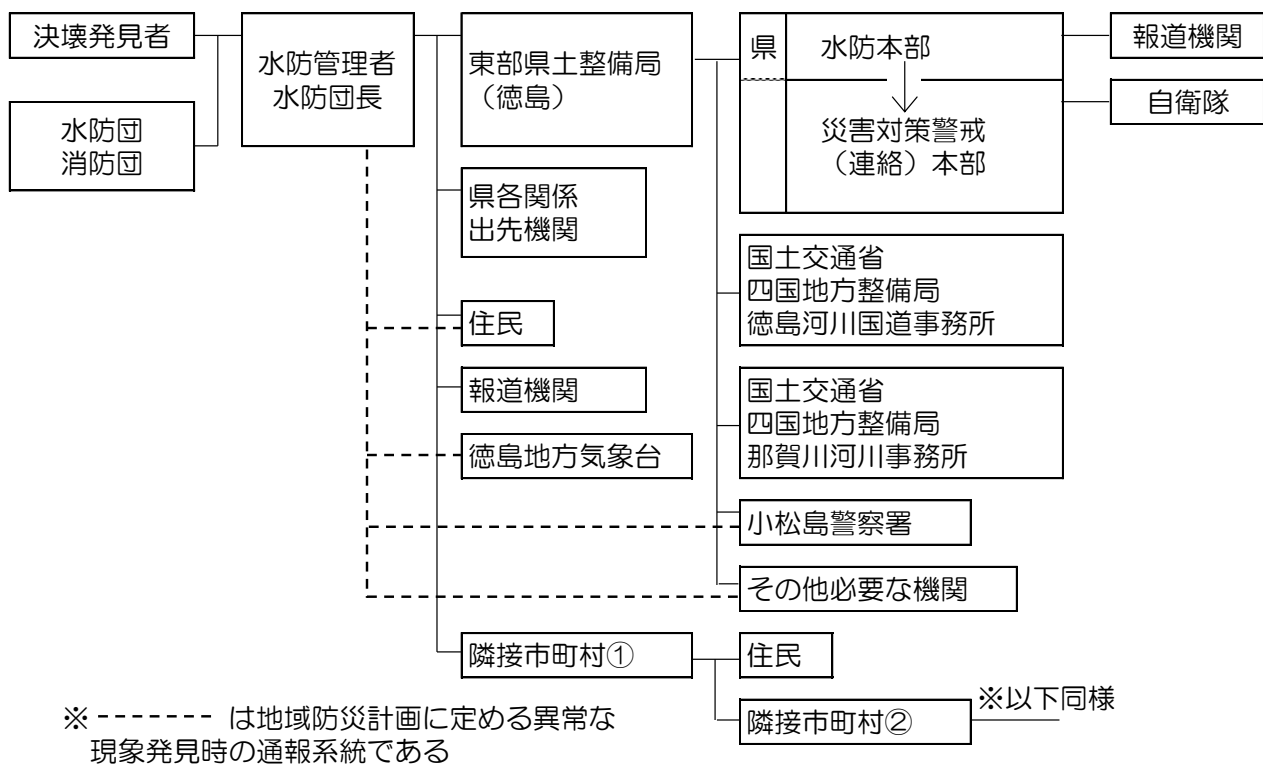 決壊発見者
水防団
消防団
水防管理者
水防団長
東部県土整備局
（徳島）
県各関係
出先機関
住民
報道機関
徳島地方気象台
隣接市町村①
県
水防本部
災害対策警戒
（連絡）本部
報道機関
自衛隊
国土交通省
四国地方整備局
徳島河川国道事務所
国土交通省
四国地方整備局
那賀川河川事務所
小松島警察署
その他必要な機関
住民
隣接市町村②
※以下同様
※ ------- は地域防災計画に定める異常な
現象発見時の通報系統である